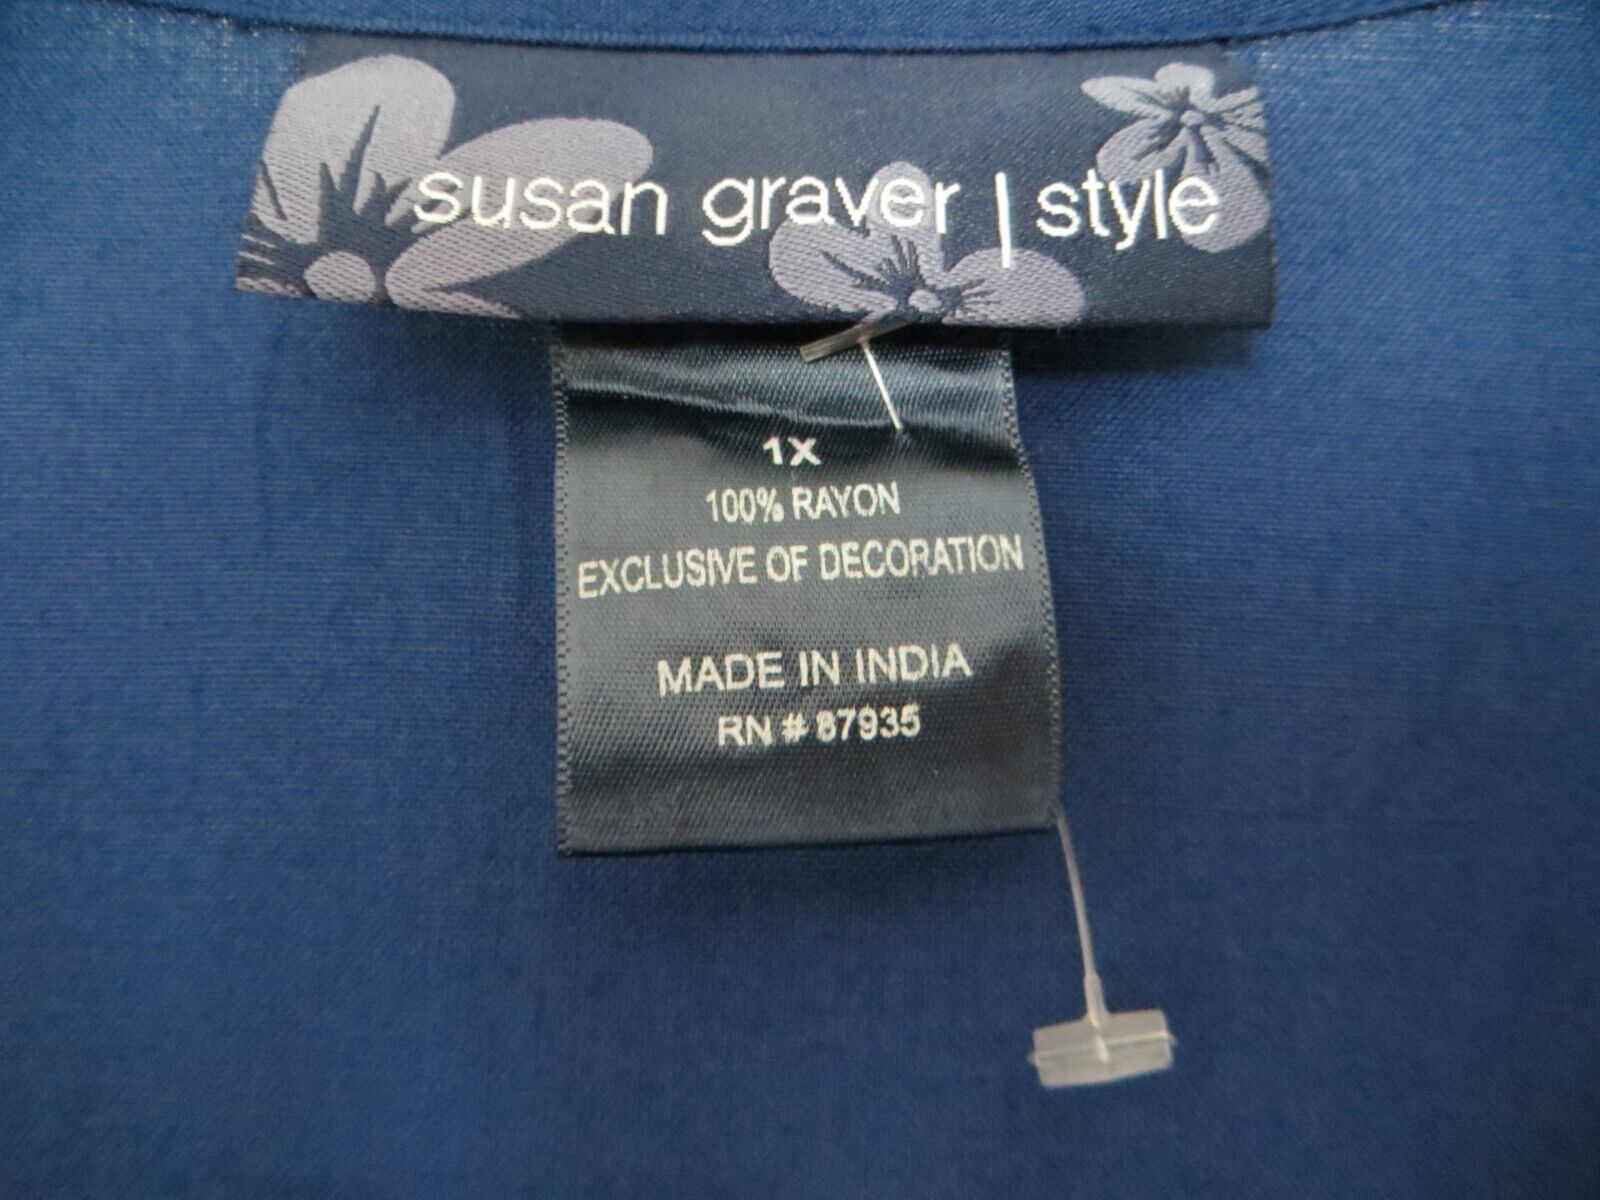 susan graver | style
1X
100% RAYON
EXCLUSIVE OF DECORATION
MADE IN INDIA
RN # 87935